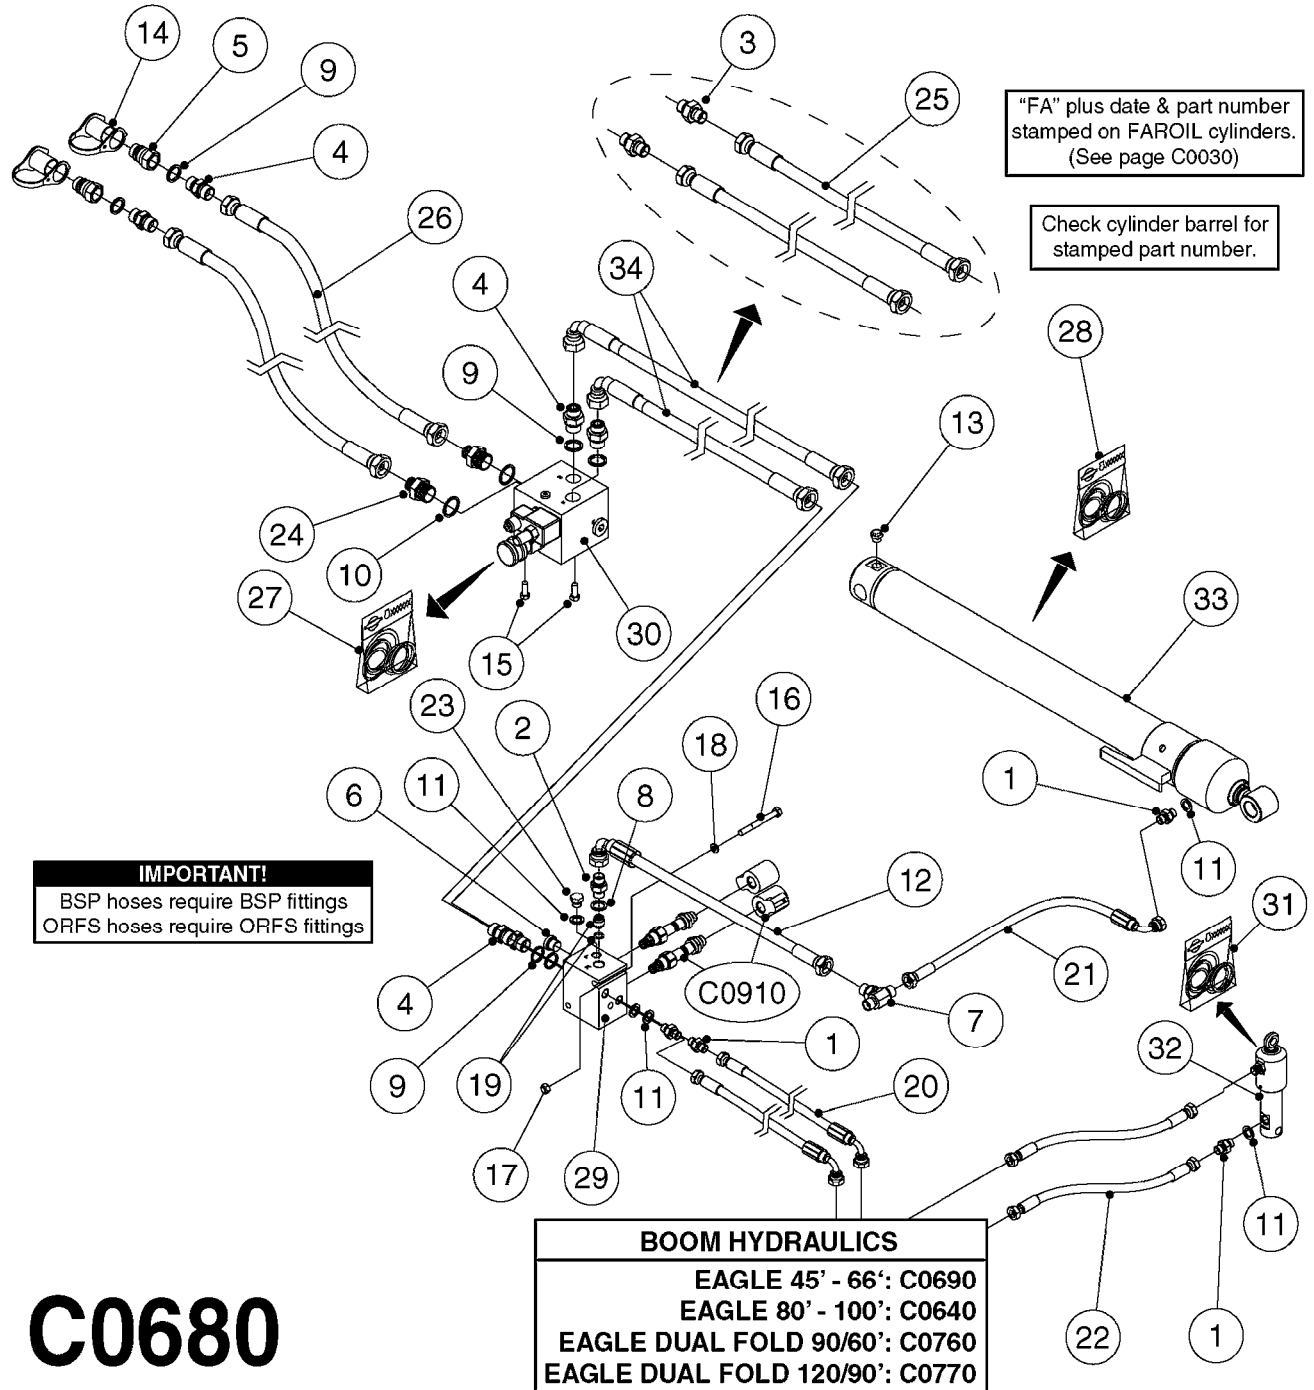 14
5
9
4
3
25
"FA" plus date & part number
stamped on FAROIL cylinders.
(See page C0030)
Check cylinder barrel for
stamped part number.
26
4
34
28
9
13
24
10
27
15
30
33
23
2
16
18
11
6
8
1
11
12
31
IMPORTANT!
BSP hoses require BSP fittings
ORFS hoses require ORFS fittings
C0910
21
4
7
1
32
9
19
11
20
17
29
11
22
1
BOOM HYDRAULICS
EAGLE 45' - 66‘: C0690
EAGLE 80' - 100': C0640
EAGLE DUAL FOLD 90/60': C0760
EAGLE DUAL FOLD 120/90': C0770
C0680